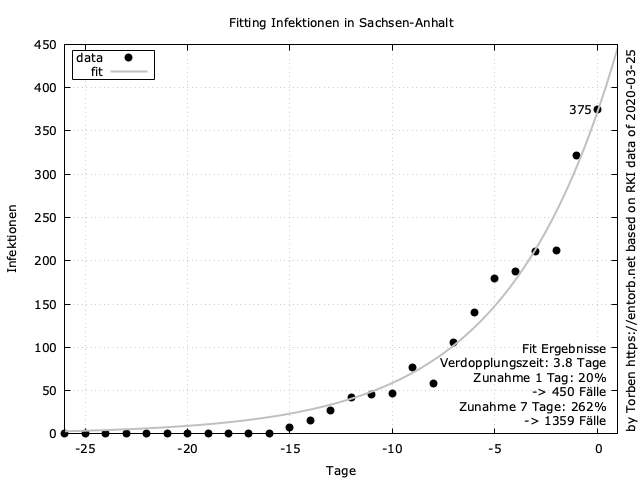 Fitting Infektionen in Sachsen-Anhalt
450
400
350
300
250
200
150
100
50
0
-25
-20
-15
-10
-5
0
Infektionen
Tage
data
fit
375
Fit Ergebnisse
Verdopplungszeit: 3.8 Tage
Zunahme 1 Tag: 20%
-> 450 Fälle
Zunahme 7 Tage: 262%
-> 1359 Fälle
by Torben https://entorb.net based on RKI data of 2020-03-25